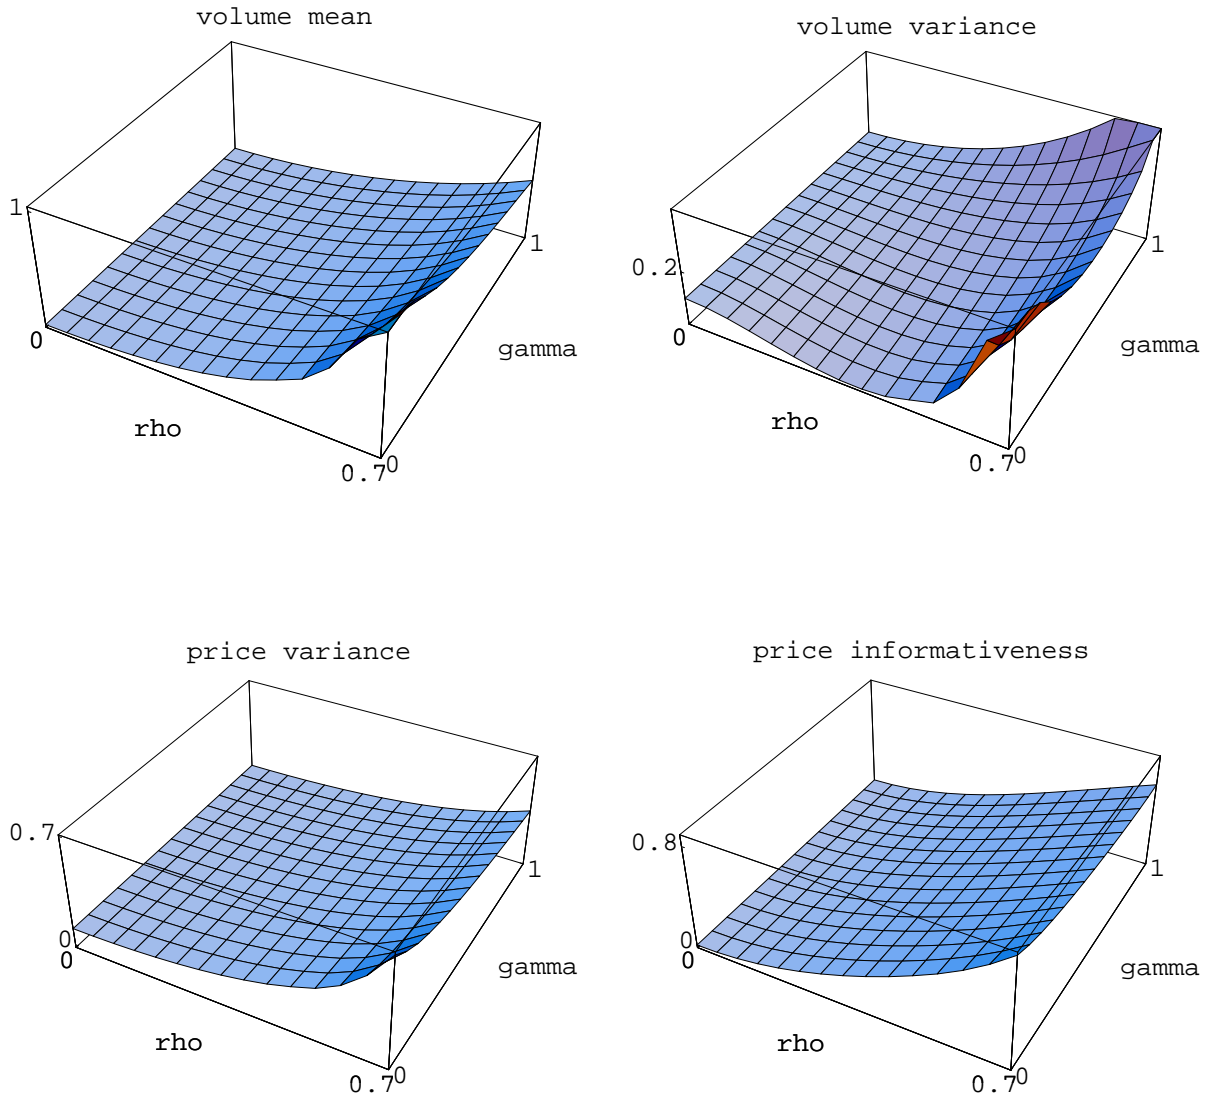 volume mean
1
0
rho
0.7
0
gamma
1
volume variance
0.2
0
rho
0.7
0
gamma
1
price variance
0.7
0
0
rho
0.7
0
gamma
1
price informativeness
0.8
0
0
rho
0.7
0
gamma
1